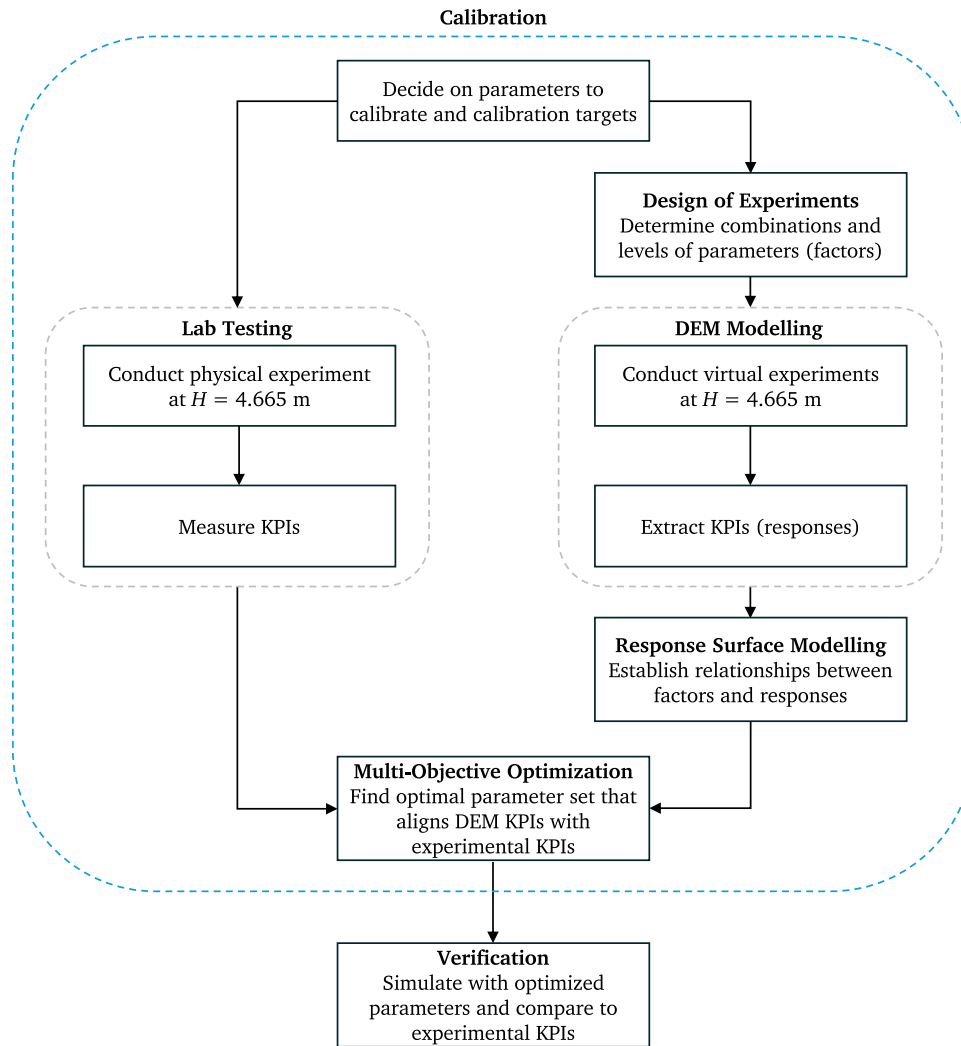 Calibration
Decide on parameters to
calibrate and calibration targets
Design of Experiments
Determine combinations and
levels of parameters (factors)
Lab Testing
Conduct physical experiment
at H = 4.665 m
Measure KPIs
DEM Modelling
Conduct virtual experiments
at H = 4.665 m
Extract KPIs (responses)
Response Surface Modelling
Establish relationships between
factors and responses
Multi-Objective Optimization
Find optimal parameter set that
aligns DEM KPIs with
experimental KPIs
Verification
Simulate with optimized
parameters and compare to
experimental KPIs